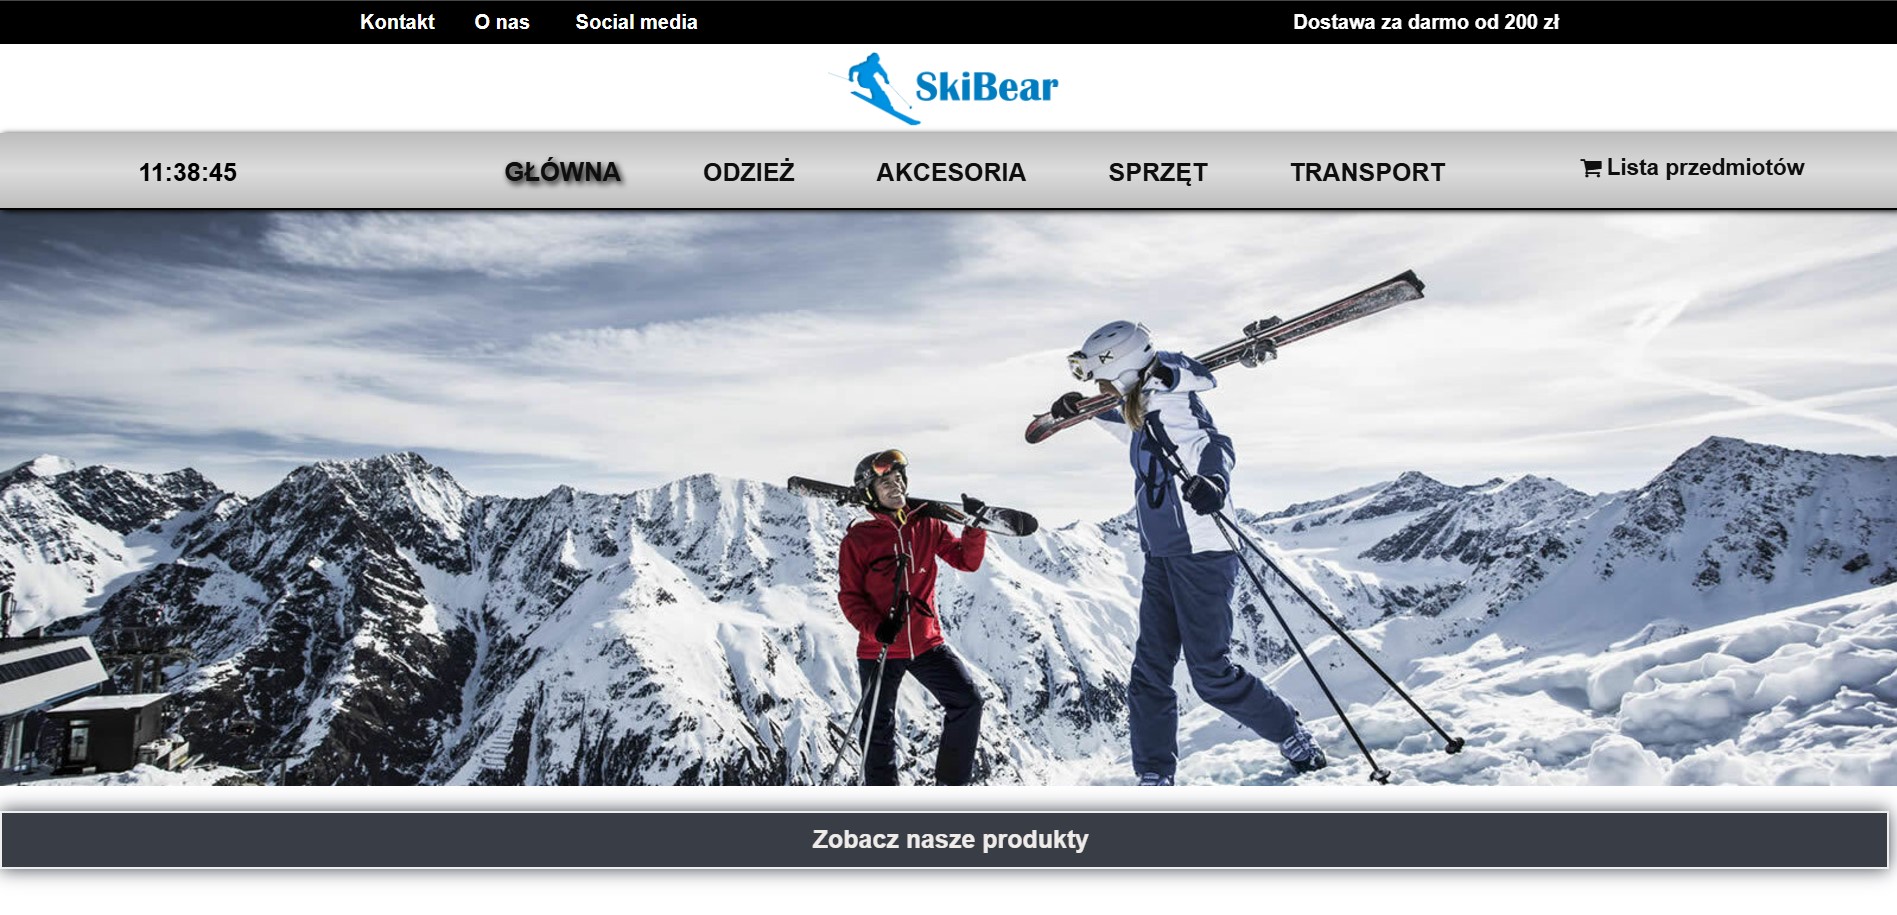 Kontakt O nas Social media Dostawa za darmo od 200 zł
SkiBear
11:38:45 GŁÓWNA ODZIEŻ AKCESORIA SPRZĘT TRANSPORT Lista przedmiotów
Zobacz nasze produkty